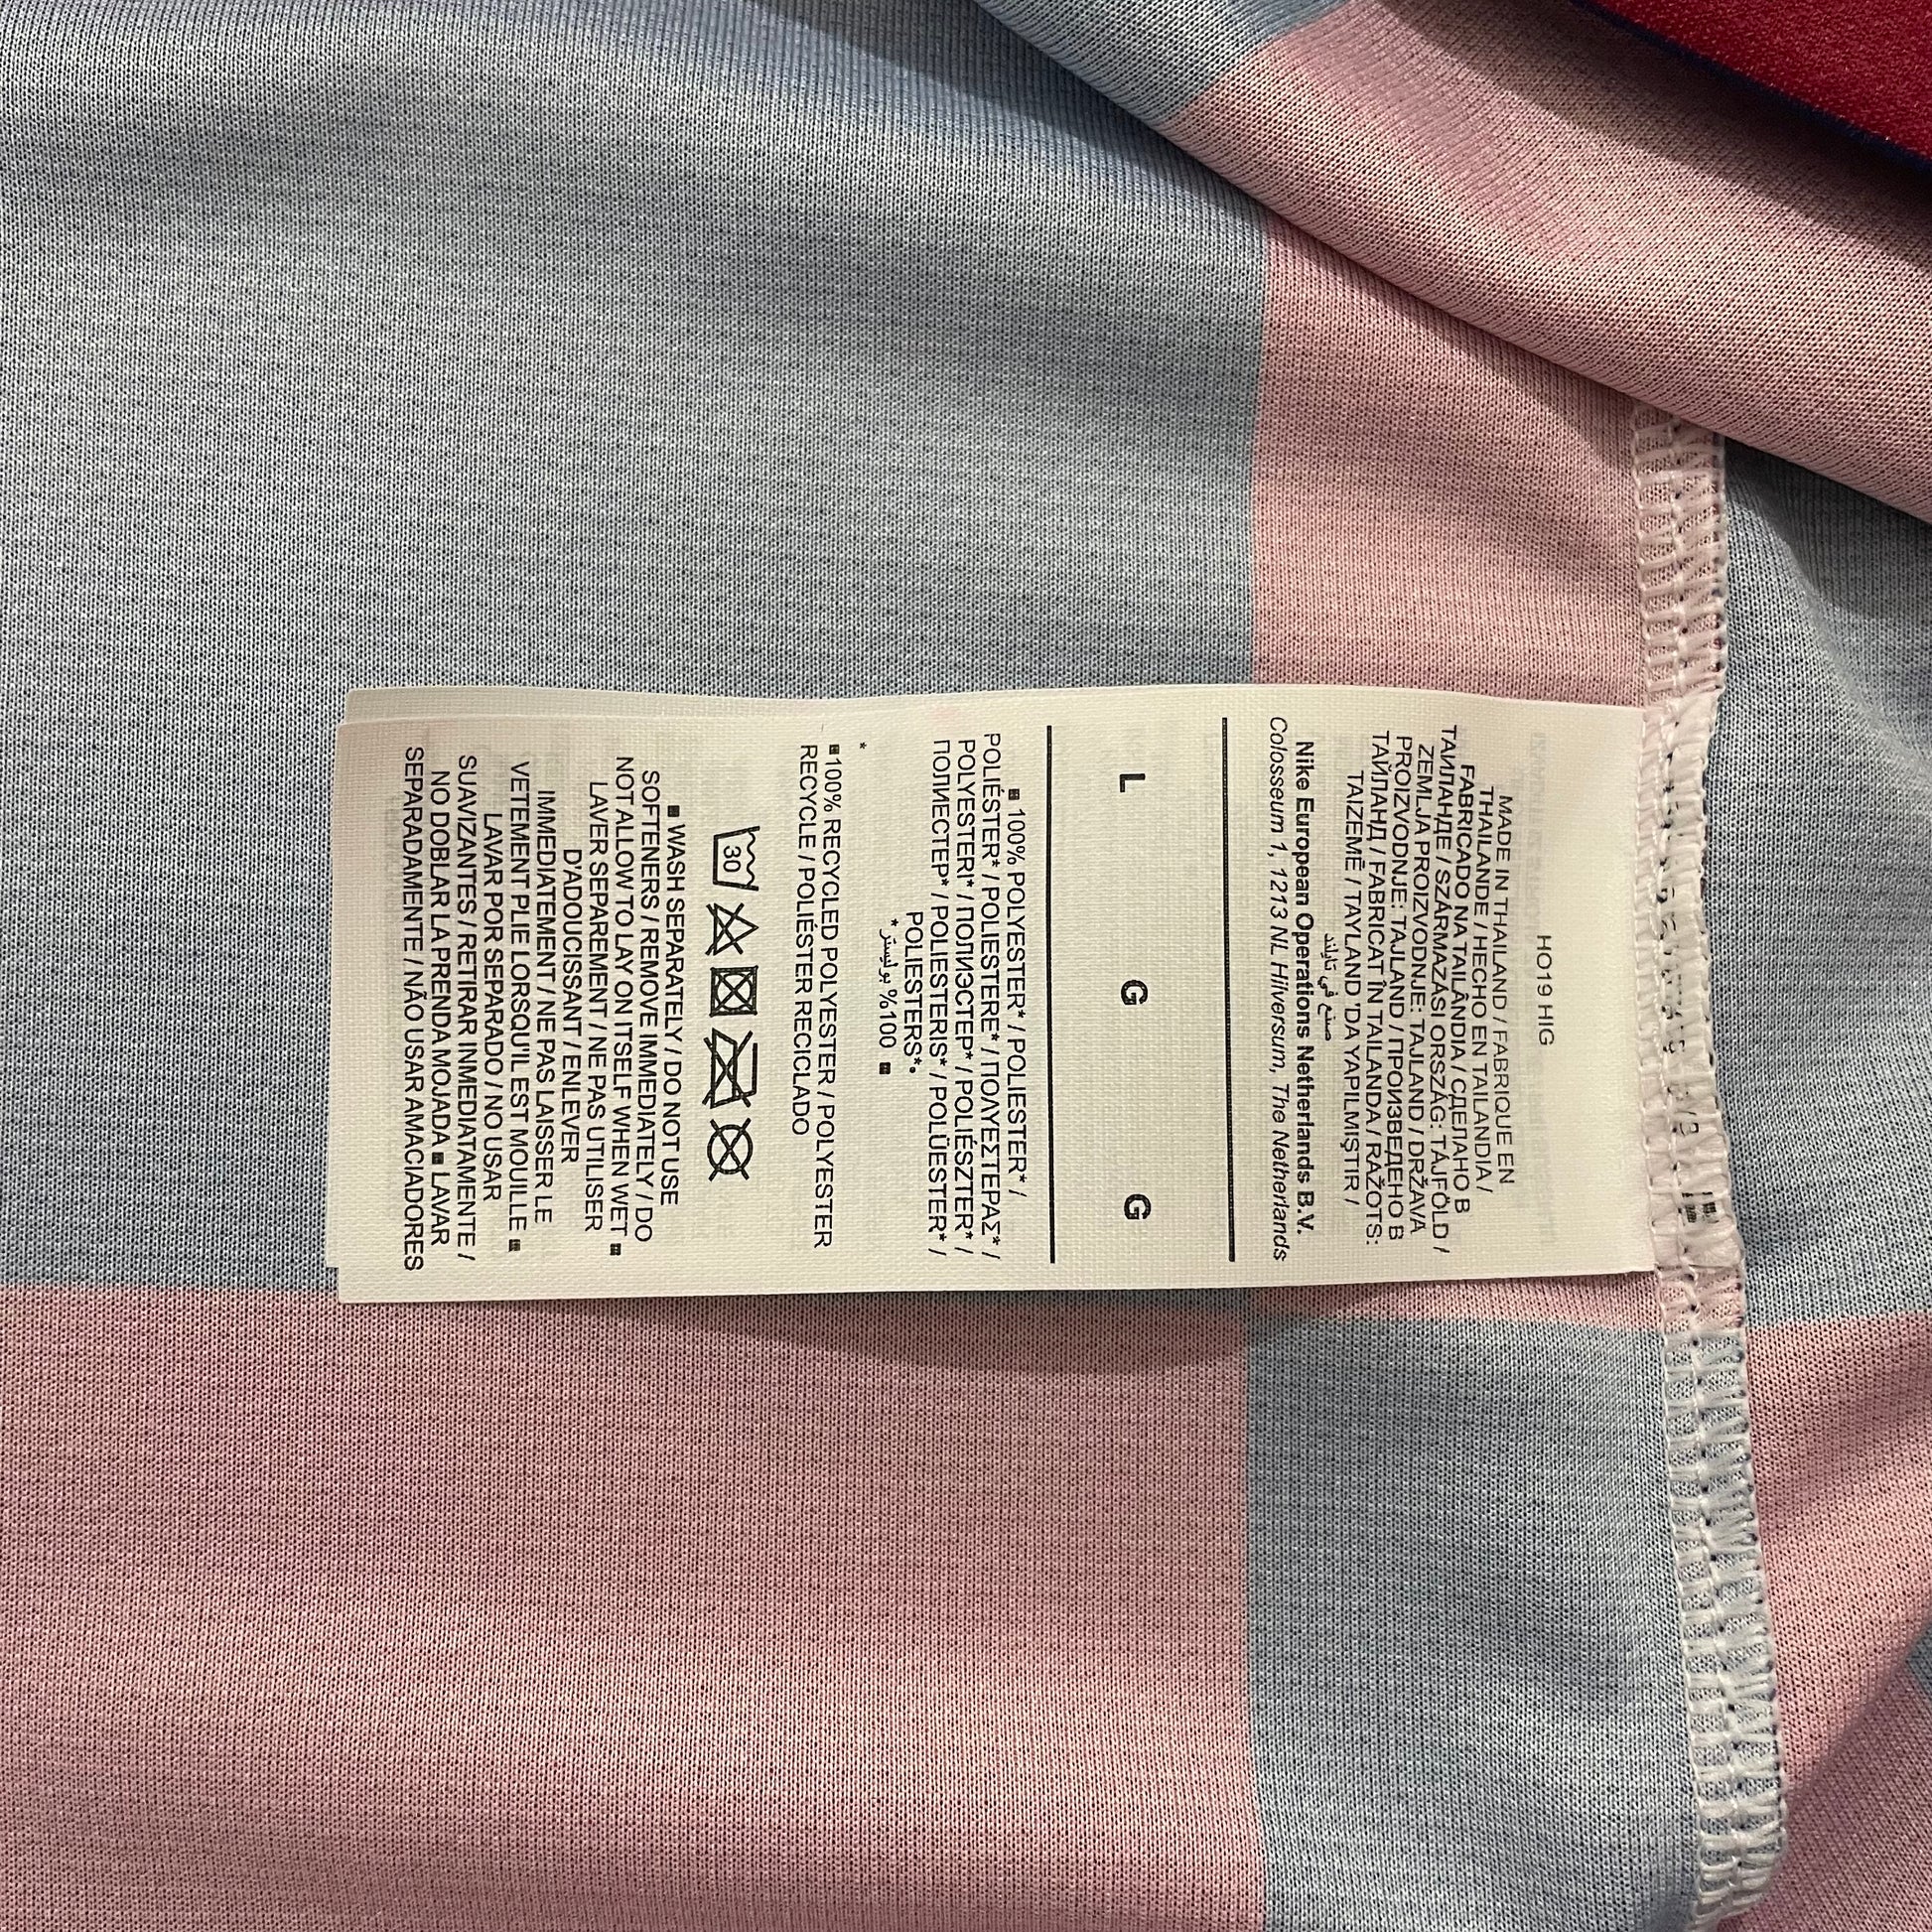 HO19 HIG
MADE IN THAILAND / FABRIQUE EN
THAILANDE / HECHO EN TAILANDIA /
FABRICADO NA TAILÂNDIA / СДЕЛАНО В
ТАИЛАНДЕ / SZÁRMAZÁSI ORSZÁG: TÁJFÖLD /
ZEMLJA PROIZVODNJE: TAJLAND / DRŽAVA
PROIZVODNJE: TAJLAND / ПРОИЗВЕДЕНО В
ТАЙЛАНД / FABRICAT ÎN TAILANDA / RAŽOTS:
TAIZEMĒ / TAYLAND 'DA YAPILMIŞTIR /
صنع في تايلند
Nike European Operations Netherlands B.V.
Colosseum 1, 1213 NL Hilversum, The Netherlands
L G G
▪ 100% POLYESTER* / POLIESTER* /
POLIÉSTER* / POLIESTERE* / ΠΟΛΥΕΣΤΕΡΑΣ* /
POLYESTERI* / ПОЛИЭСТЕР* / POLIÉSZTER* /
ПОЛИЕСТЕР* / POLIESTERIS* / POLÜESTER* /
POLIESTERS*•
* بوليستر %100 ▪
*
▪100% RECYCLED POLYESTER / POLYESTER
RECYCLE / POLIÉSTER RECICLADO
30
▪ WASH SEPARATELY / DO NOT USE
SOFTENERS / REMOVE IMMEDIATELY / DO
NOT ALLOW TO LAY ON ITSELF WHEN WET ▪
LAVER SEPAREMENT / NE PAS UTILISER
D'ADOUCISSANT / ENLEVER
IMMEDIATEMENT / NE PAS LAISSER LE
VETEMENT PLIE LORSQU'IL EST MOUILLE ▪
LAVAR POR SEPARADO / NO USAR
SUAVIZANTES / RETIRAR INMEDIATAMENTE /
NO DOBLAR LA PRENDA MOJADA ▪ LAVAR
SEPARADAMENTE / NÃO USAR AMACIADORES